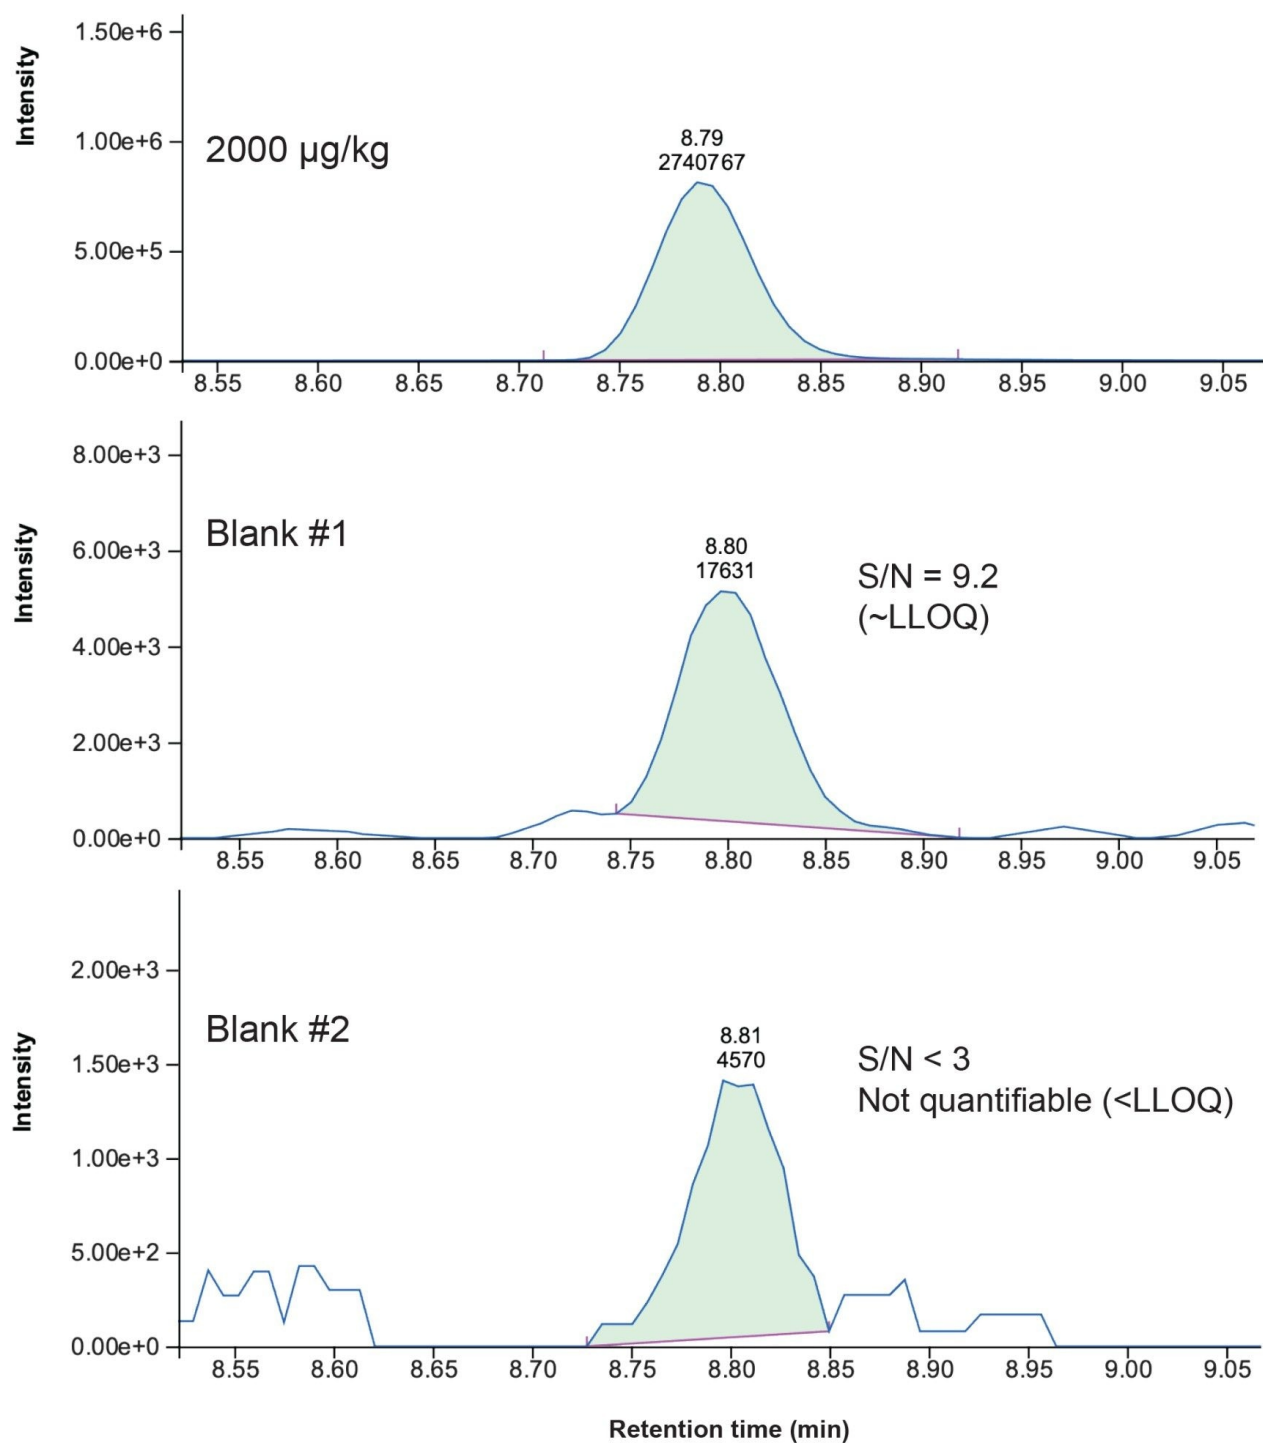 Intensity
1.50e+6
1.00e+6
5.00e+5
0.00e+0
2000 µg/kg
8.79
2740767
8.55 8.60 8.65 8.70 8.75 8.80 8.85 8.90 8.95 9.00 9.05
Intensity
8.00e+3
6.00e+3
4.00e+3
2.00e+3
0.00e+0
Blank #1
8.80
17631
S/N = 9.2
(~LLOQ)
8.55 8.60 8.65 8.70 8.75 8.80 8.85 8.90 8.95 9.00 9.05
Intensity
2.00e+3
1.50e+3
1.00e+3
5.00e+2
0.00e+0
Blank #2
8.81
4570
S/N < 3
Not quantifiable (<LLOQ)
8.55 8.60 8.65 8.70 8.75 8.80 8.85 8.90 8.95 9.00 9.05
Retention time (min)